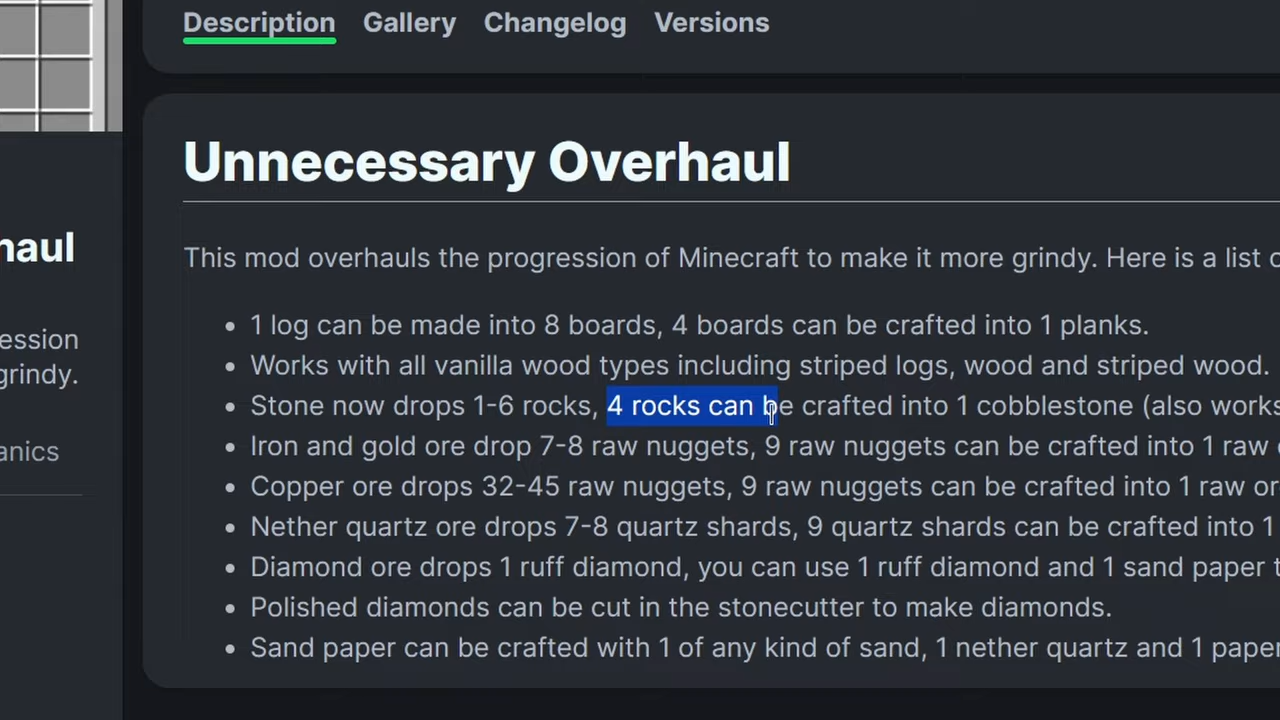 Description Gallery Changelog Versions
Unnecessary Overhaul
haul
This mod overhauls the progression of Minecraft to make it more grindy. Here is a list
1 log can be made into 8 boards, 4 boards can be crafted into 1 planks.
ession
Works with all vanilla wood types including striped logs, wood and striped wood.
grindy.
Stone now drops 1-6 rocks, 4 rocks can be crafted into 1 cobblestone (also works
Iron and gold ore drop 7-8 raw nuggets, 9 raw nuggets can be crafted into 1 raw
anics
Copper ore drops 32-45 raw nuggets, 9 raw nuggets can be crafted into 1 raw or
Nether quartz ore drops 7-8 quartz shards, 9 quartz shards can be crafted into 1
Diamond ore drops 1 ruff diamond, you can use 1 ruff diamond and 1 sand paper t
Polished diamonds can be cut in the stonecutter to make diamonds.
Sand paper can be crafted with 1 of any kind of sand, 1 nether quartz and 1 paper